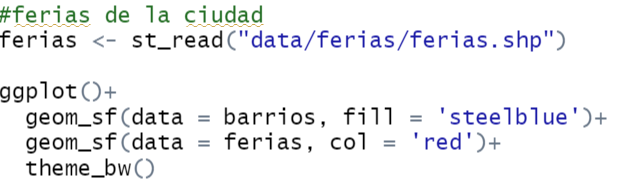 #ferias de la ciudad
ferias <- st_read("data/ferias/ferias.shp")
ggplot()+
geom_sf(data = barrios, fill = 'steelblue')+
geom_sf(data = ferias, col = 'red')+
theme_bw()